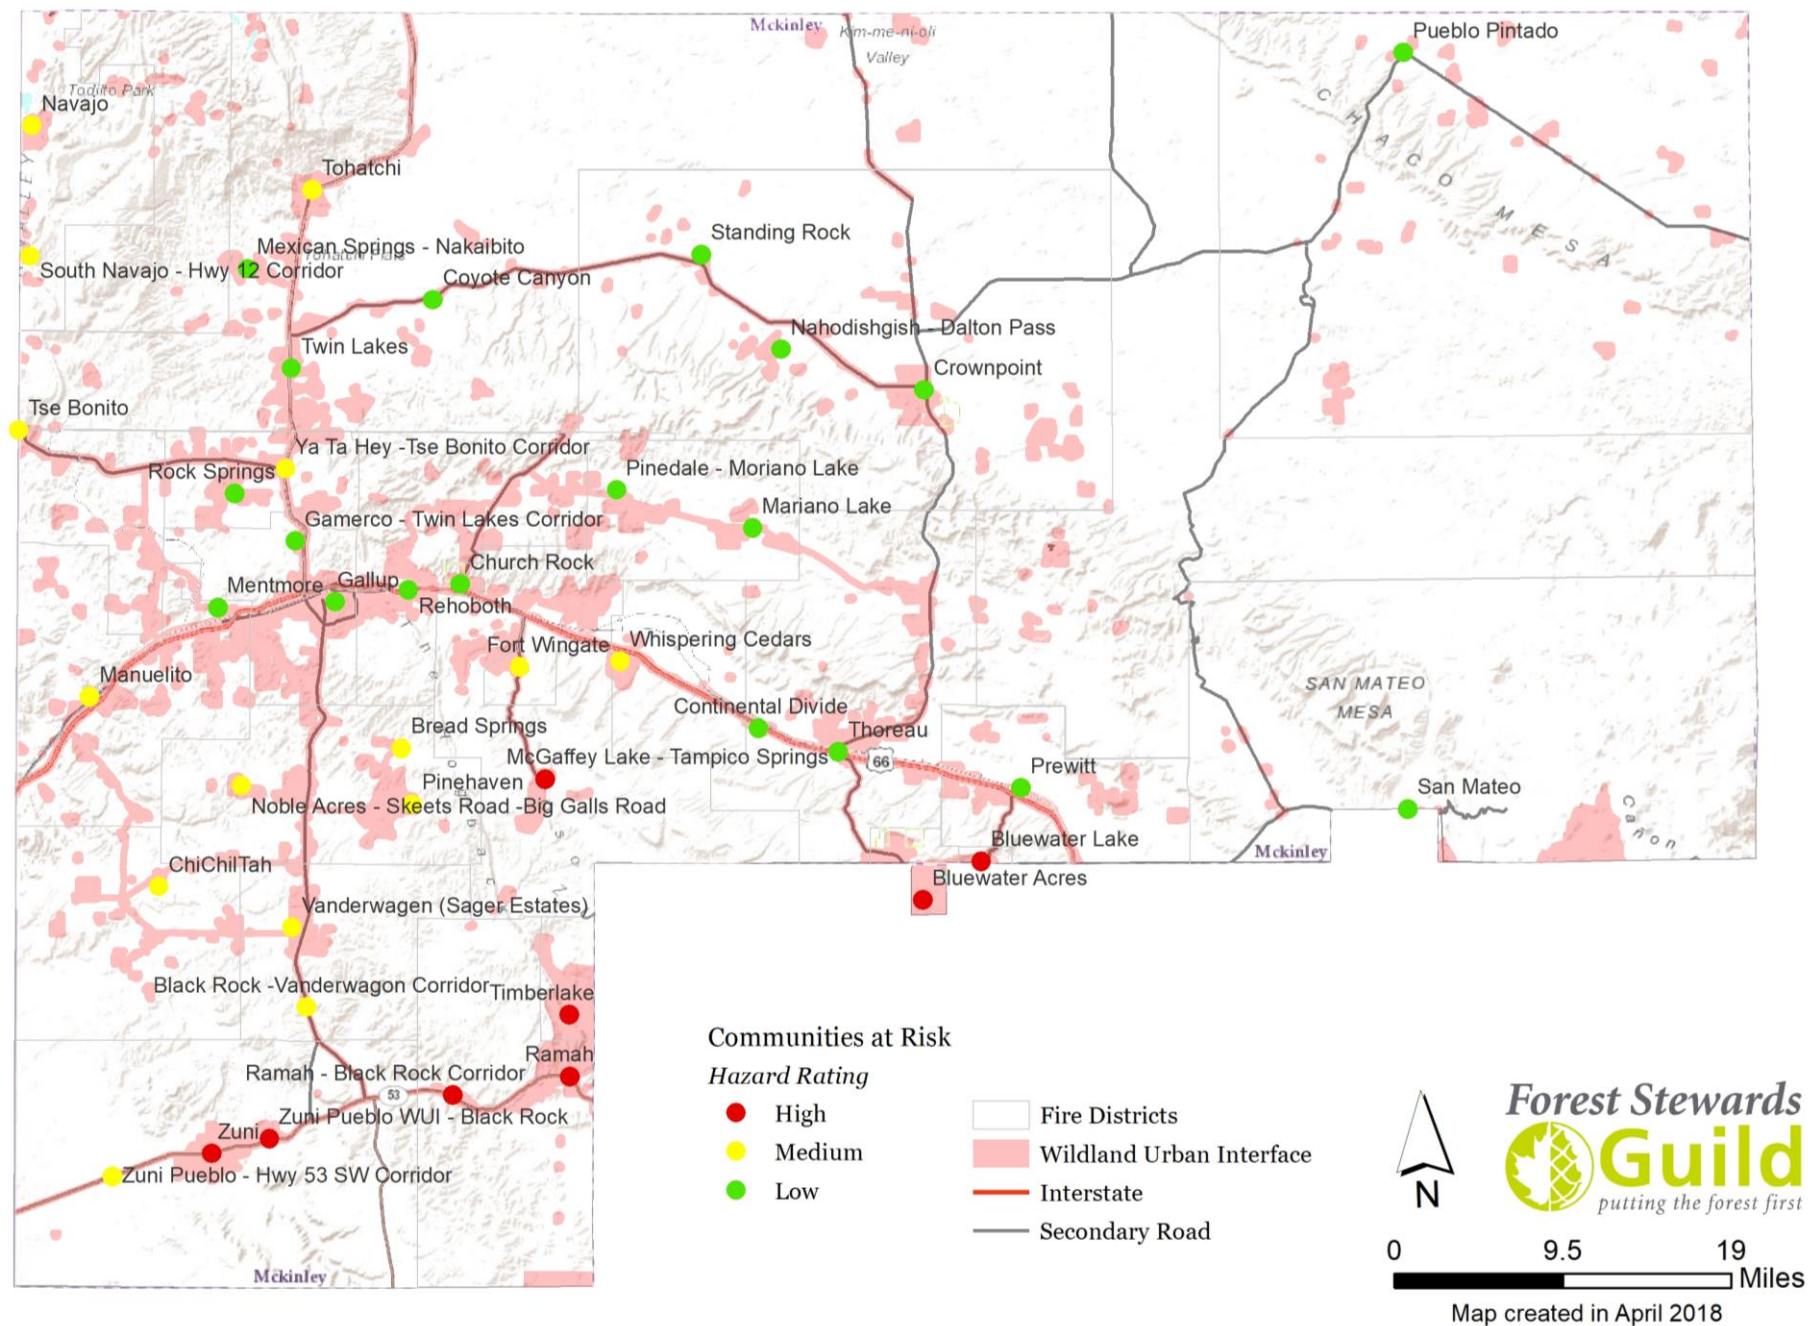 Mckinley
Kim-me-ni-oli
Valley
Pueblo Pintado
Todilto Park
Navajo
CHACO MESA
Tohatchi
VALLEY
Standing Rock
Mexican Springs - Nakaibito
South Navajo - Hwy 12 Corridor
Coyote Canyon
Nahodishgish - Dalton Pass
Twin Lakes
Crownpoint
Tse Bonito
Ya Ta Hey -Tse Bonito Corridor
Rock Springs
Pinedale - Moriano Lake
Mariano Lake
Gamerco - Twin Lakes Corridor
Church Rock
Mentmore
Gallup
Rehoboth
Fort Wingate
Whispering Cedars
Manuelito
SAN MATEO
MESA
Continental Divide
Bread Springs
Thoreau
McGaffey Lake - Tampico Springs
66
Prewitt
Pinehaven
San Mateo
Noble Acres - Skeets Road -Big Galls Road
Cañon
Bluewater Lake
Mckinley
ChiChilTah
Bluewater Acres
Vanderwagen (Sager Estates)
Black Rock -Vanderwagon Corridor
Timberlake
Ramah
Ramah - Black Rock Corridor
53
Zuni Pueblo WUI - Black Rock
Zuni
Zuni Pueblo - Hwy 53 SW Corridor
Mckinley
Communities at Risk
Hazard Rating
High
Medium
Low
Fire Districts
Wildland Urban Interface
Interstate
Secondary Road
N
Forest Stewards
Guild
putting the forest first
0 9.5 19
Miles
Map created in April 2018